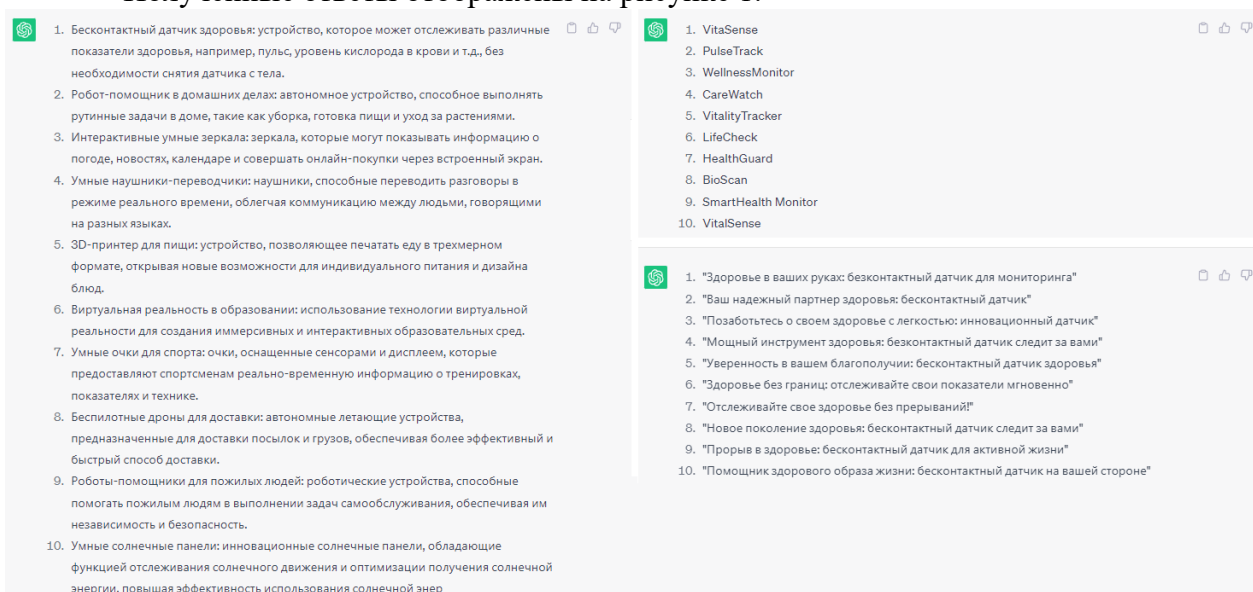 Полученные ответы отображены на рисунке 1.
1. Бесконтактный датчик здоровья: устройство, которое может отслеживать различные
показатели здоровья, например, пульс, уровень кислорода в крови и т.д., без
необходимости снятия датчика с тела.
2. Робот-помощник в домашних делах: автономное устройство, способное выполнять
рутинные задачи в доме, такие как уборка, готовка пищи и уход за растениями.
3. Интерактивные умные зеркала: зеркала, которые могут показывать информацию о
погоде, новостях, календаре и совершать онлайн-покупки через встроенный экран.
4. Умные наушники-переводчики: наушники, способные переводить разговоры в
режиме реального времени, облегчая коммуникацию между людьми, говорящими
на разных языках.
5. 3D-принтер для пищи: устройство, позволяющее печатать еду в трехмерном
формате, открывая новые возможности для индивидуального питания и дизайна
блюд.
6. Виртуальная реальность в образовании: использование технологии виртуальной
реальности для создания иммерсивных и интерактивных образовательных сред.
7. Умные очки для спорта: очки, оснащенные сенсорами и дисплеем, которые
предоставляют спортсменам реально-временную информацию о тренировках,
показателях и технике.
8. Беспилотные дроны для доставки: автономные летающие устройства,
предназначенные для доставки посылок и грузов, обеспечивая более эффективный и
быстрый способ доставки.
9. Роботы-помощники для пожилых людей: роботические устройства, способные
помогать пожилым людям в выполнении задач самообслуживания, обеспечивая им
независимость и безопасность.
10. Умные солнечные панели: инновационные солнечные панели, обладающие
функцией отслеживания солнечного движения и оптимизации получения солнечной
энергии, повышая эффективность использования солнечной энер
1. VitaSense
2. PulseTrack
3. WellnessMonitor
4. CareWatch
5. VitalityTracker
6. LifeCheck
7. HealthGuard
8. BioScan
9. SmartHealth Monitor
10. VitalSense
1. "Здоровье в ваших руках: безконтактный датчик для мониторинга"
2. "Ваш надежный партнер здоровья: бесконтактный датчик"
3. "Позаботьтесь о своем здоровье с легкостью: инновационный датчик"
4. "Мощный инструмент здоровья: безконтактный датчик следит за вами"
5. "Уверенность в вашем благополучии: бесконтактный датчик здоровья"
6. "Здоровье без границ: отслеживайте свои показатели мгновенно"
7. "Отслеживайте свое здоровье без прерываний!"
8. "Новое поколение здоровья: бесконтактный датчик следит за вами"
9. "Прорыв в здоровье: бесконтактный датчик для активной жизни"
10. "Помощник здорового образа жизни: бесконтактный датчик на вашей стороне"